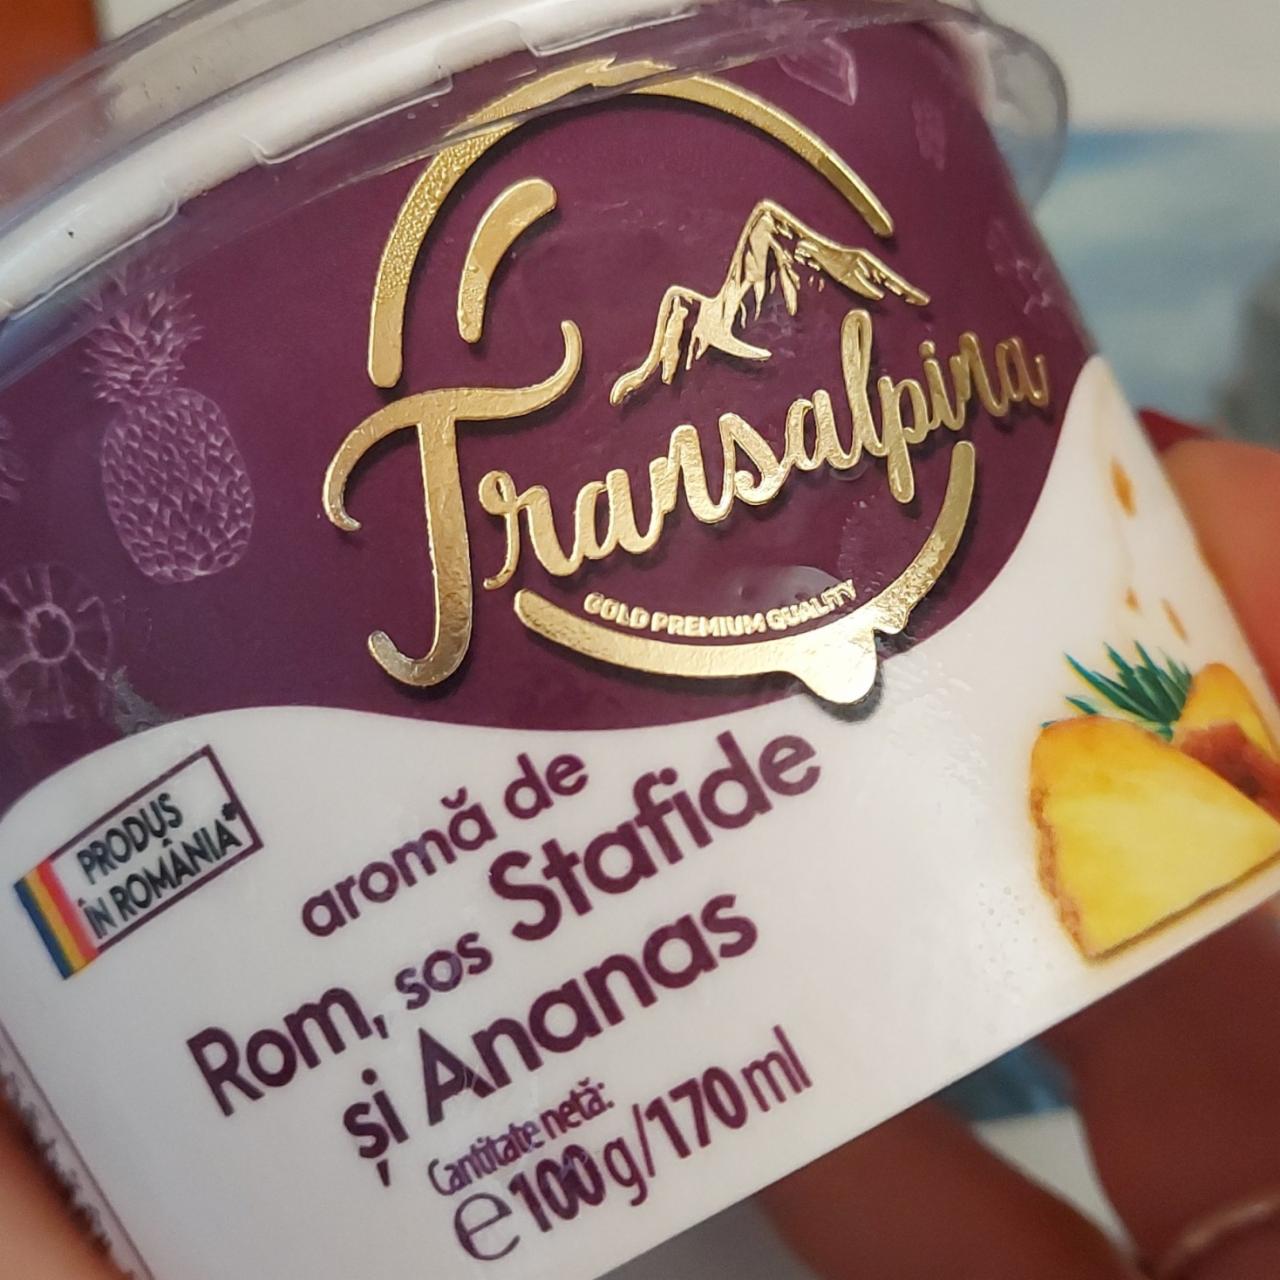 Transalpina
GOLD PREMIUM QUALITY
PRODUS
ÎN ROMÂNIA*
aromă de
Rom, sos Stafide
și Ananas
Cantitate netă:
℮ 100g/170ml